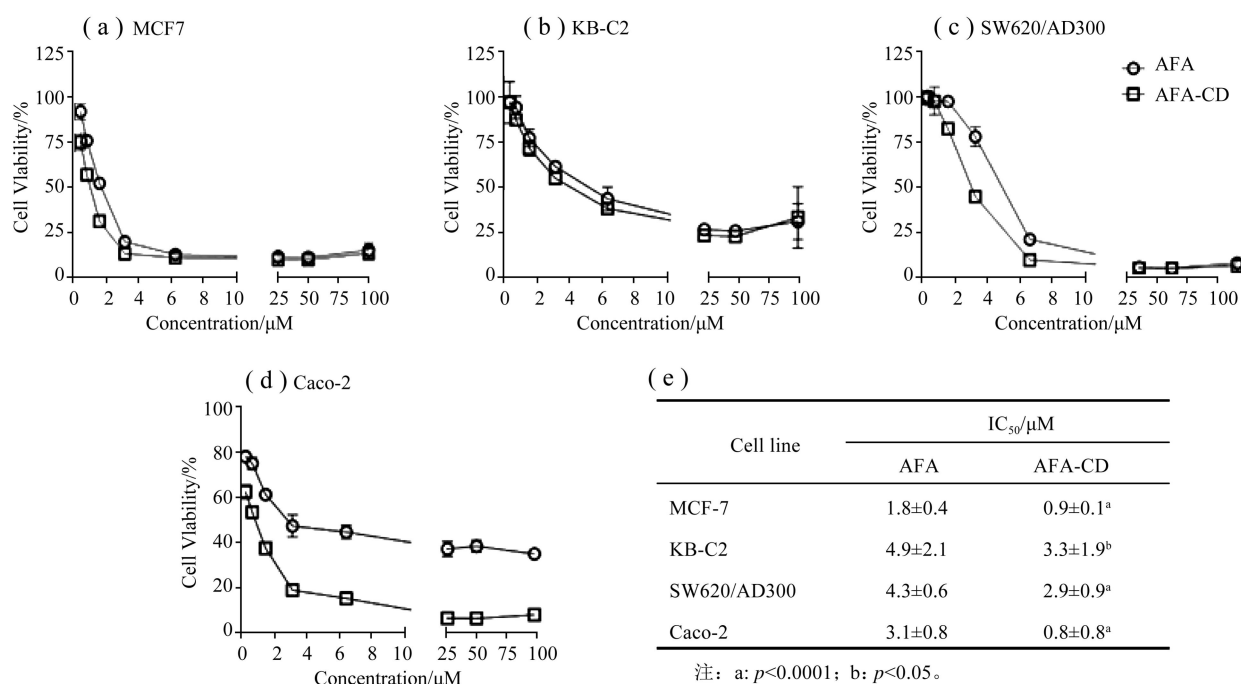 ( a ) MCF7
125
100
75
50
25
0
Cell Vlability/%
0 2 4 6 8 10 25 50 75 100
Concentration/μM
( b ) KB-C2
125
100
75
50
25
0
Cell Vlability/%
0 2 4 6 8 10 25 50 75 100
Concentration/μM
( c ) SW620/AD300
125
100
75
50
25
0
Cell Vlability/%
0 2 4 6 8 10 25 50 75 100
Concentration/μM
AFA
AFA-CD
( d ) Caco-2
100
80
60
40
20
0
Cell Vlability/%
0 2 4 6 8 10 25 50 75 100
Concentration/μM
( e )
Cell line IC₅₀/μM
AFA AFA-CD
MCF-7 1.8±0.4 0.9±0.1ᵃ
KB-C2 4.9±2.1 3.3±1.9ᵇ
SW620/AD300 4.3±0.6 2.9±0.9ᵃ
Caco-2 3.1±0.8 0.8±0.8ᵃ
注：a: p<0.0001；b: p<0.05。